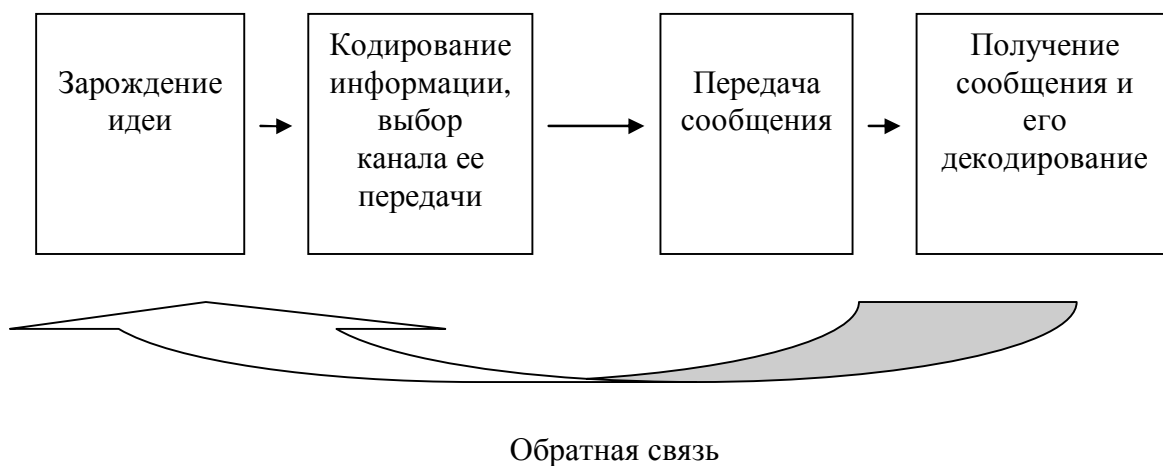 Зарождение
идеи
Кодирование
информации,
выбор
канала ее
передачи
Передача
сообщения
Получение
сообщения и
его
декодирование
Обратная связь